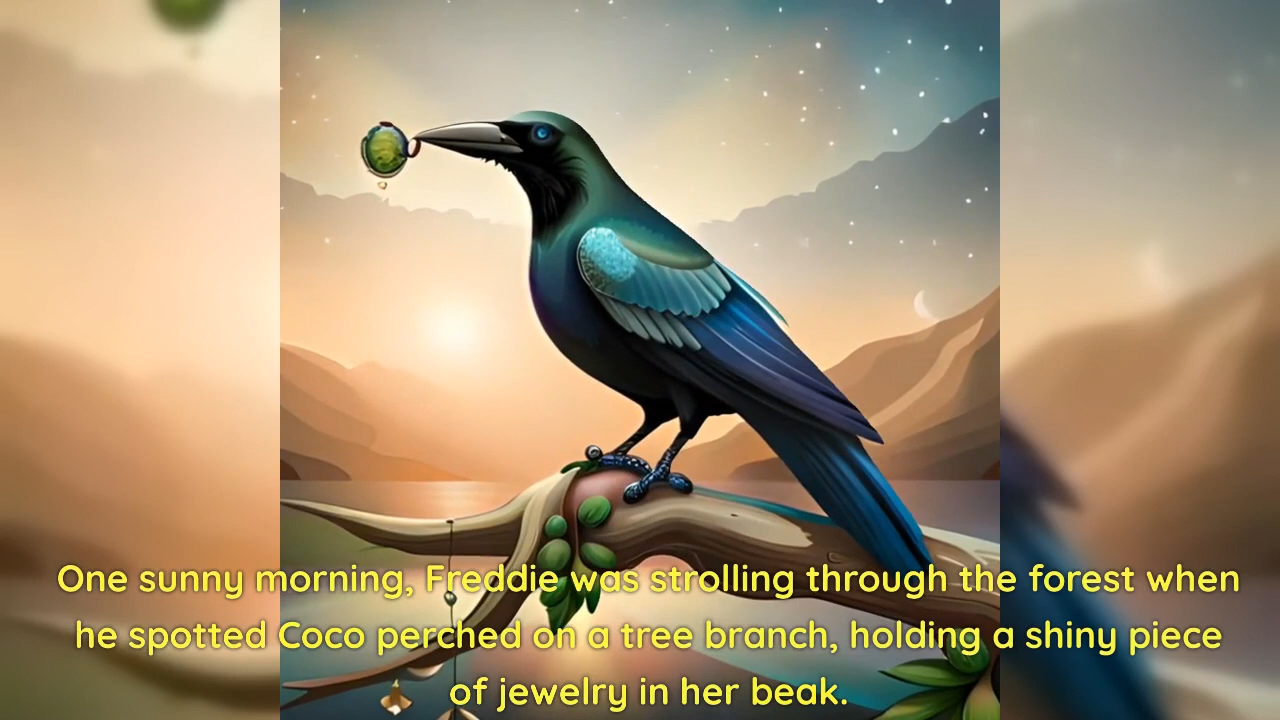 One sunny morning, Freddie was strolling through the forest when
he spotted Coco perched on a tree branch, holding a shiny piece
of jewelry in her beak.